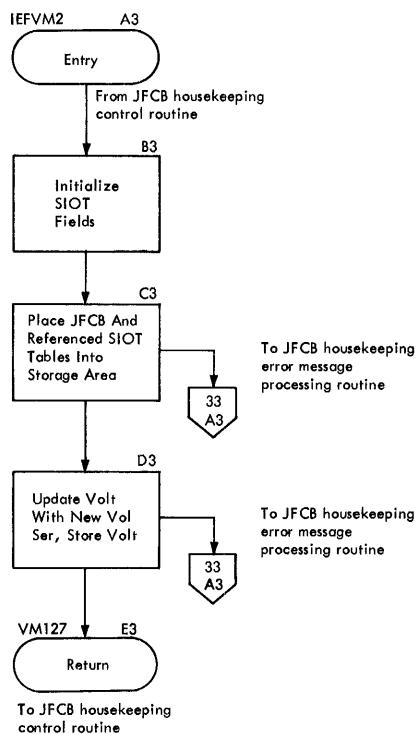 IEFVM2 A3
Entry
From JFCB housekeeping
control routine
B3
Initialize
SIOT
Fields
C3
Place JFCB And
Referenced SIOT
Tables Into
Storage Area
To JFCB housekeeping
error message
processing routine
33
A3
D3
Update Volt
With New Vol
Ser, Store Volt
To JFCB housekeeping
error message
processing routine
33
A3
VM127 E3
Return
To JFCB housekeeping
control routine